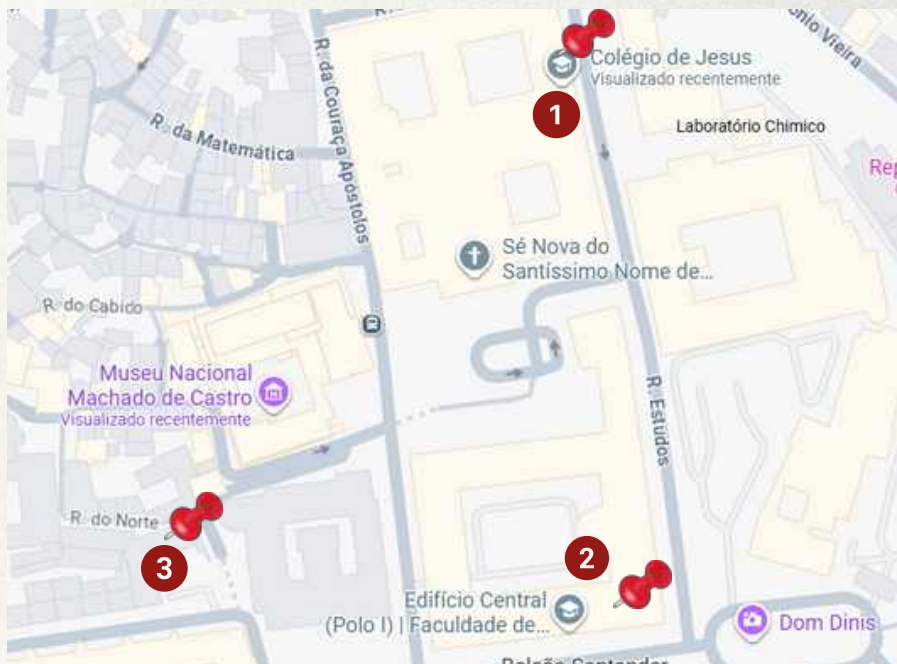 R. da Couraça Apóstolos
Colégio de Jesus
Visualizado recentemente
1
Laboratório Chimico
R. da Matemática
Sé Nova do
Santíssimo Nome de...
R. do Cabido
Museu Nacional
Machado de Castro
Visualizado recentemente
R. Estudos
R. do Norte
3
2
Edifício Central
(Polo I) | Faculdade de...
Dom Dinis